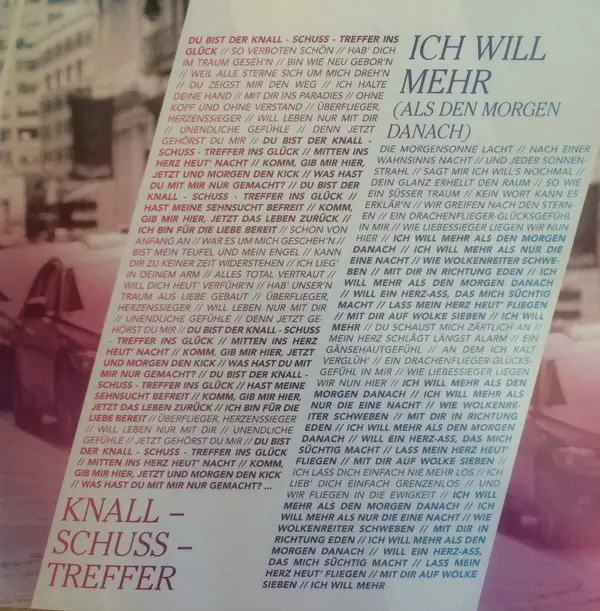 DU BIST DER KNALL - SCHUSS - TREFFER INS
GLÜCK // SO VERBOTEN SCHÖN // HAB' DICH
IM TRAUM GESEH'N // BIN WIE NEU GEBOR'N
// WEIL ALLE STERNE SICH UM MICH DREH'N
// DU ZEIGST MIR DEN WEG // ICH HALTE
DEINE HAND // MIT DIR INS PARADIES // OHNE
KOPF UND OHNE VERSTAND // ÜBERFLIEGER,
HERZENSSIEGER // WILL LEBEN NUR MIT DIR
// UNENDLICHE GEFÜHLE // DENN JETZT
GEHÖRST DU MIR // DU BIST DER KNALL -
SCHUSS - TREFFER INS GLÜCK // MITTEN INS
HERZ HEUT' NACHT // KOMM, GIB MIR HIER,
JETZT UND MORGEN DEN KICK // WAS HAST
DU MIT MIR NUR GEMACHT? // DU BIST DER
KNALL - SCHUSS - TREFFER INS GLÜCK //
HAST MEINE SEHNSUCHT BEFREIT // KOMM,
GIB MIR HIER, JETZT DAS LEBEN ZURÜCK //
ICH BIN FÜR DIE LIEBE BEREIT // SCHON VON
ANFANG AN // WAR ES UM MICH GESCHEH'N //
BIST MEIN TEUFEL UND MEIN ENGEL // KANN
DIR ZU KEINER ZEIT WIDERSTEHEN // ICH LIEG'
IN DEINEM ARM // ALLES TOTAL VERTRAUT //
WILL DICH HEUT' VERFÜHR'N // HAB' UNSER'N
TRAUM AUS LIEBE GEBAUT // ÜBERFLIEGER,
HERZENSSIEGER // WILL LEBEN NUR MIT DIR
// UNENDLICHE GEFÜHLE // DENN JETZT GE-
HÖRST DU MIR // DU BIST DER KNALL - SCHUSS
- TREFFER INS GLÜCK // MITTEN INS HERZ
HEUT' NACHT // KOMM, GIB MIR HIER, JETZT
UND MORGEN DEN KICK // WAS HAST DU MIT
MIR NUR GEMACHT? // DU BIST DER KNALL -
SCHUSS - TREFFER INS GLÜCK // HAST MEINE
SEHNSUCHT BEFREIT // KOMM, GIB MIR HIER,
JETZT DAS LEBEN ZURÜCK // ICH BIN FÜR DIE
LIEBE BEREIT // ÜBERFLIEGER, HERZENSSIEGER
// WILL LEBEN NUR MIT DIR // UNENDLICHE
GEFÜHLE // JETZT GEHÖRST DU MIR // DU BIST
DER KNALL - SCHUSS - TREFFER INS GLÜCK
// MITTEN INS HERZ HEUT' NACHT // KOMM,
GIB MIR HIER, JETZT UND MORGEN DEN KICK
// WAS HAST DU MIT MIR NUR GEMACHT? ...
KNALL –
SCHUSS –
TREFFER
ICH WILL
MEHR
(ALS DEN MORGEN
DANACH)
DIE MORGENSONNE LACHT // NACH EINER
WAHNSINNS NACHT // UND JEDER SONNEN-
STRAHL // SAGT MIR ICH WILL'S NOCHMAL //
DEIN GLANZ ERHELLT DEN RAUM // SO WIE
EIN SÜSSER TRAUM // KEIN WORT KANN ES
ERKLÄR'N // WIR GREIFEN NACH DEN STERN-
EN // EIN DRACHENFLIEGER-GLÜCKSGEFÜHL
IN MIR // WIE LIEBESSIEGER LIEGEN WIR NUN
HIER // ICH WILL MEHR ALS DEN MORGEN
DANACH // ICH WILL MEHR ALS NUR DIE
EINE NACHT // WIE WOLKENREITER SCHWE-
BEN // MIT DIR IN RICHTUNG EDEN // ICH
WILL MEHR ALS DEN MORGEN DANACH
// WILL EIN HERZ-ASS, DAS MICH SÜCHTIG
MACHT // LASS MEIN HERZ HEUT' FLIEGEN
// MIT DIR AUF WOLKE SIEBEN // ICH WILL
MEHR // DU SCHAUST MICH ZÄRTLICH AN //
MEIN HERZ SCHLÄGT LÄNGST ALARM // EIN
GÄNSEHAUTGEFÜHL // AN DEM ICH KALT
VERGLÜH' // EIN DRACHENFLIEGER-GLÜCKS-
GEFÜHL IN MIR // WIE LIEBESSIEGER LIEGEN
WIR NUN HIER // ICH WILL MEHR ALS DEN
MORGEN DANACH // ICH WILL MEHR ALS
NUR DIE EINE NACHT // WIE WOLKENRE-
ITER SCHWEBEN // MIT DIR IN RICHTUNG
EDEN // ICH WILL MEHR ALS DEN MORGEN
DANACH // WILL EIN HERZ-ASS, DAS MICH
SÜCHTIG MACHT // LASS MEIN HERZ HEUT'
FLIEGEN // MIT DIR AUF WOLKE SIEBEN //
ICH LASS DICH EINFACH NIE MEHR LOS // ICH
LIEB' DICH EINFACH GRENZENLOS // UND
WIR FLIEGEN IN DIE EWIGKEIT // ICH WILL
MEHR ALS DEN MORGEN DANACH // ICH
WILL MEHR ALS NUR DIE EINE NACHT // WIE
WOLKENREITER SCHWEBEN // MIT DIR IN
RICHTUNG EDEN // ICH WILL MEHR ALS DEN
MORGEN DANACH // WILL EIN HERZ-ASS,
DAS MICH SÜCHTIG MACHT // LASS MEIN
HERZ HEUT' FLIEGEN // MIT DIR AUF WOLKE
SIEBEN // ICH WILL MEHR